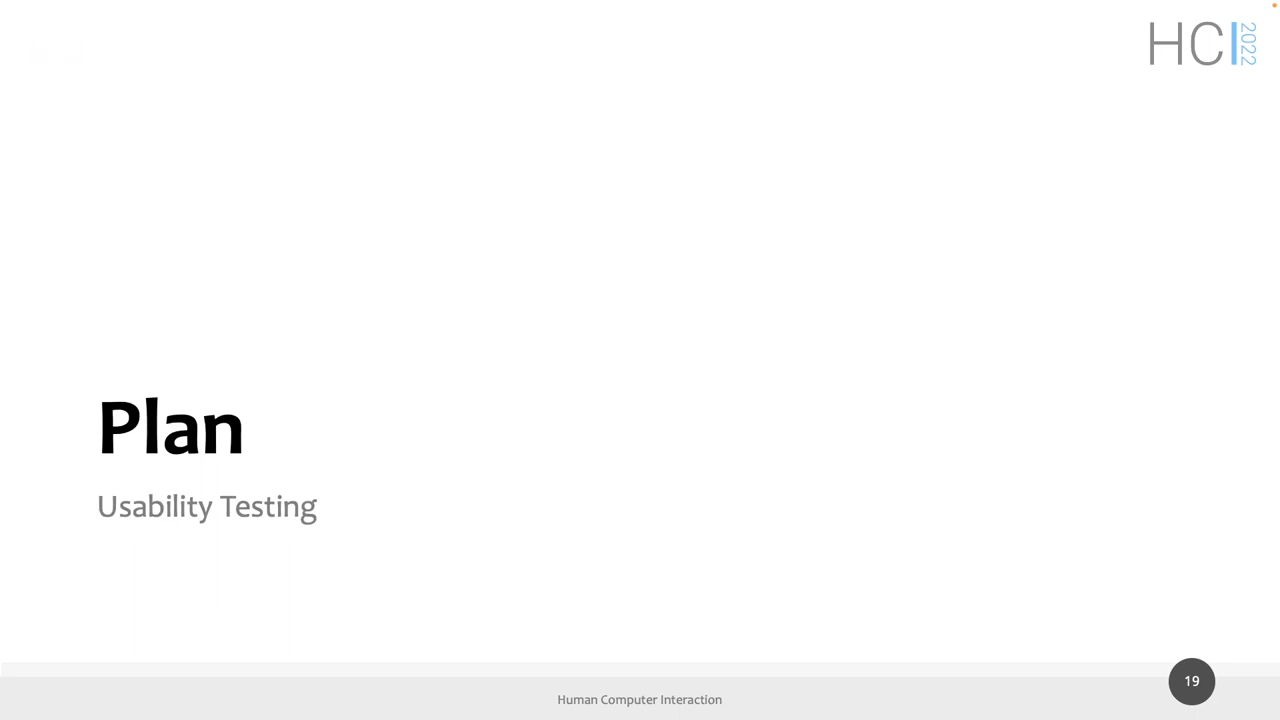 HCI 2022
Plan
Usability Testing
Human Computer Interaction
19